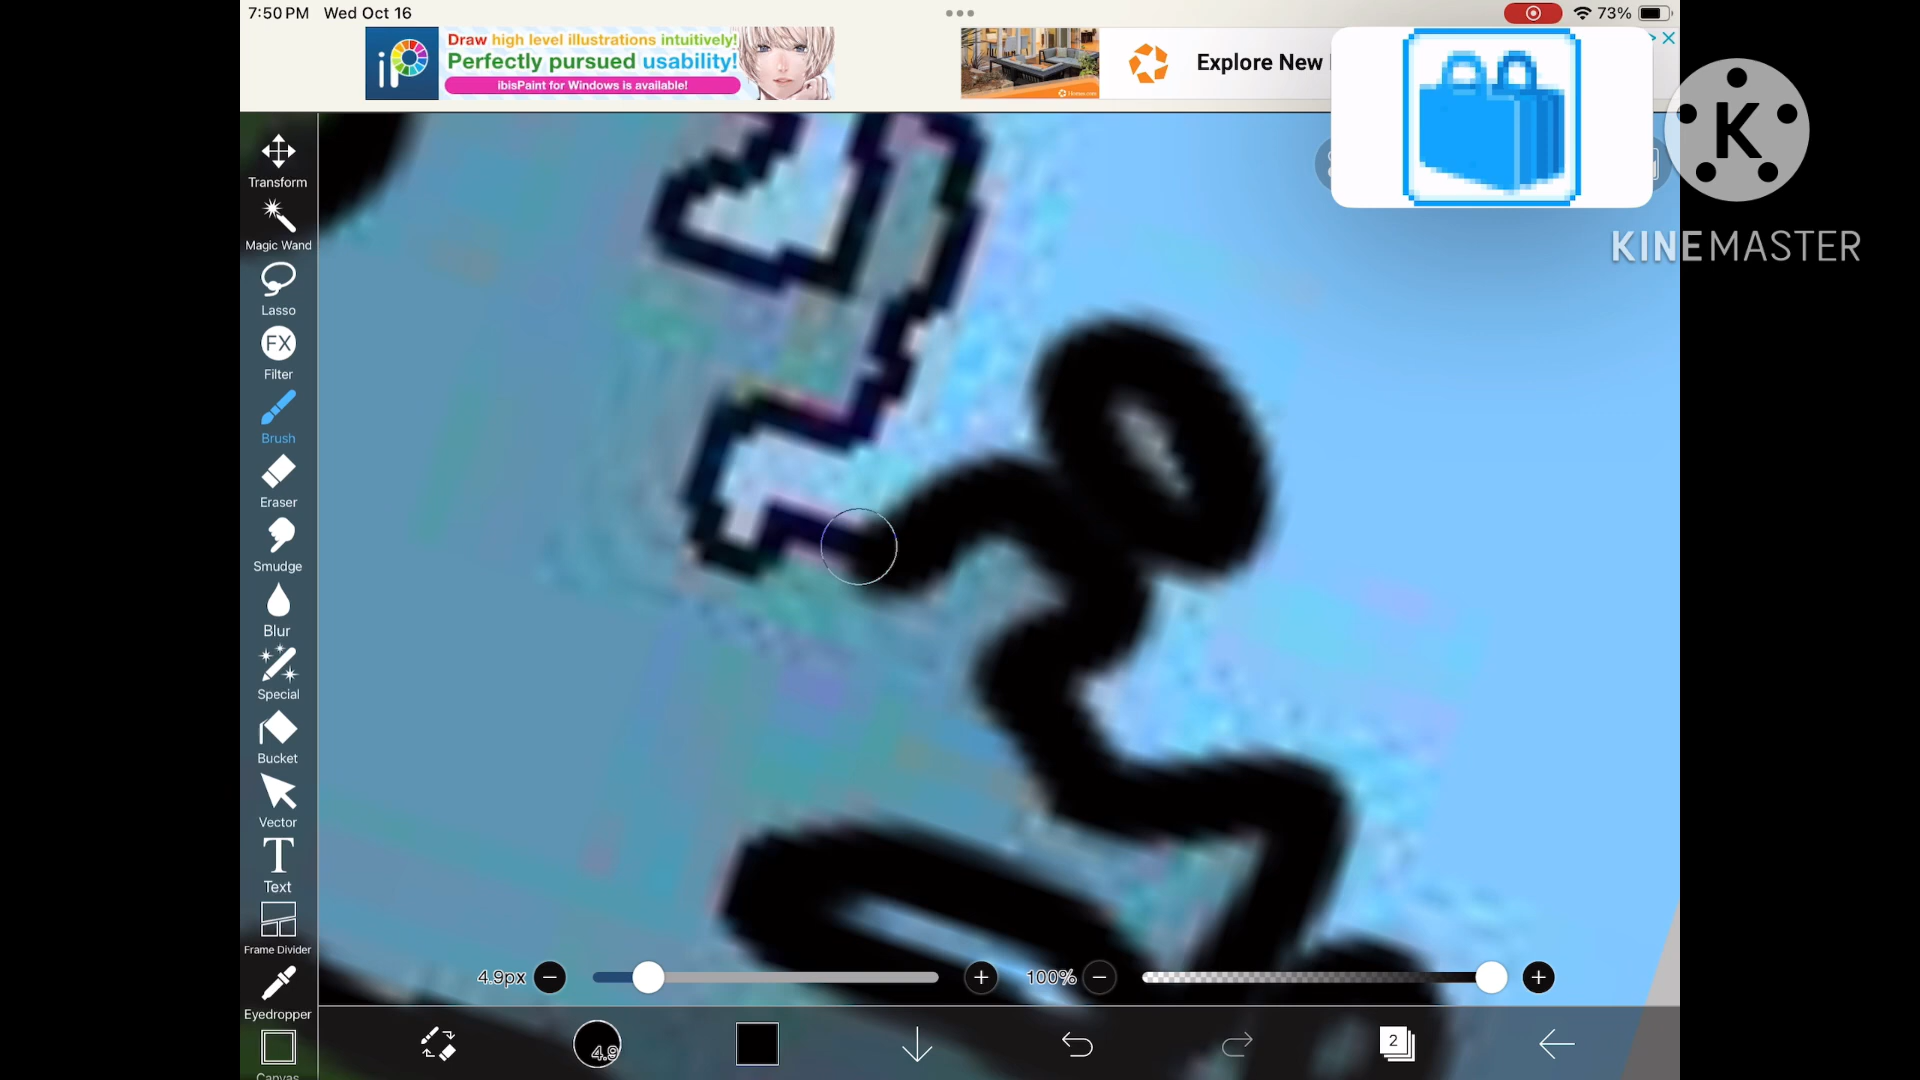 7:50 PM Wed Oct 16
73%
iP
Draw high level illustrations intuitively!
Perfectly pursued usability!
ibisPaint for Windows is available!
Explore New
K
KINEMASTER
Transform
Magic Wand
Lasso
FX
Filter
Brush
Eraser
Smudge
Blur
Special
Bucket
Vector
T
Text
Frame Divider
Eyedropper
Canvas
4.9px
100%
4.9
2